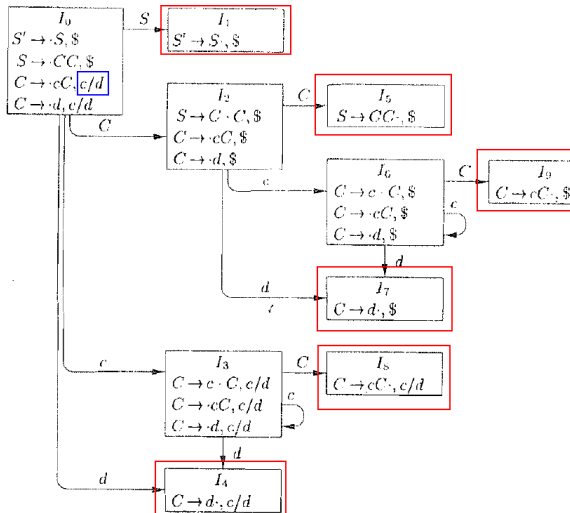 I₀
S' → ·S, $
S → ·CC, $
C → ·cC, c/d
C → ·d, c/d
S
I₁
S' → S·, $
C
I₂
S → C · C, $
C → ·cC, $
C → ·d, $
C
I₅
S → CC·, $
c
I₆
C → c · C, $
C → ·cC, $
C → ·d, $
C
I₉
C → cC·, $
c
d
d
I₇
C → d·, $
c
I₃
C → c · C, c/d
C → ·cC, c/d
C → ·d, c/d
C
I₈
C → cC·, c/d
c
d
d
I₄
C → d·, c/d